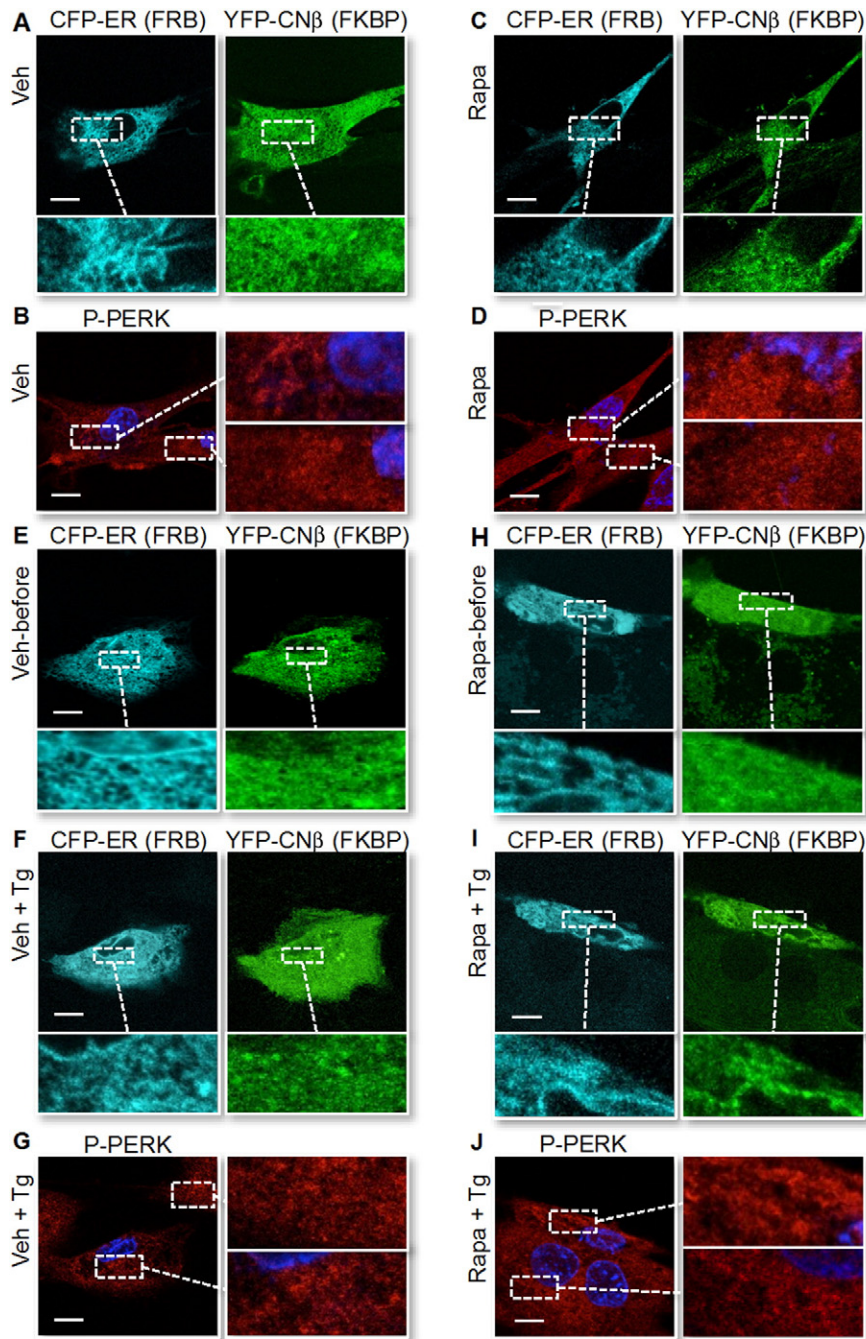 A CFP-ER (FRB) YFP-CNβ (FKBP)
Veh
C CFP-ER (FRB) YFP-CNβ (FKBP)
Rapa
B P-PERK
Veh
D P-PERK
Rapa
E CFP-ER (FRB) YFP-CNβ (FKBP)
Veh-before
H CFP-ER (FRB) YFP-CNβ (FKBP)
Rapa-before
F CFP-ER (FRB) YFP-CNβ (FKBP)
Veh + Tg
I CFP-ER (FRB) YFP-CNβ (FKBP)
Rapa + Tg
G P-PERK
Veh + Tg
J P-PERK
Rapa + Tg